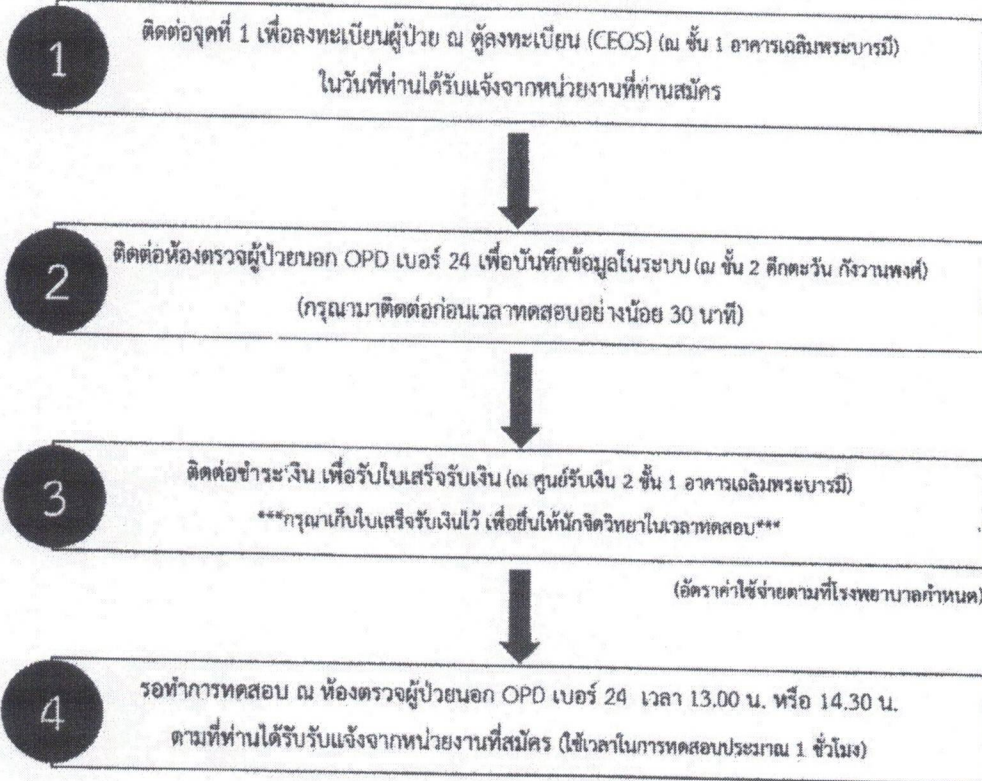 1
ติดต่อจุดที่ 1 เพื่อลงทะเบียนผู้ป่วย ณ ตู้ลงทะเบียน (CEOS) (ณ ชั้น 1 อาคารเฉลิมพระบารมี)
ในวันที่ท่านได้รับแจ้งจากหน่วยงานที่ท่านสมัคร
2
ติดต่อห้องตรวจผู้ป่วยนอก OPD เบอร์ 24 เพื่อบันทึกข้อมูลในระบบ (ณ ชั้น 2 ตึกตะวัน กังวานพงศ์)
(กรุณามาติดต่อก่อนเวลาทดสอบอย่างน้อย 30 นาที)
3
ติดต่อชำระเงิน เพื่อรับใบเสร็จรับเงิน (ณ ศูนย์รับเงิน 2 ชั้น 1 อาคารเฉลิมพระบารมี)
***กรุณาเก็บใบเสร็จรับเงินไว้ เพื่อยื่นให้นักจิตวิทยาในเวลาทดสอบ***
(อัตราค่าใช้จ่ายตามที่โรงพยาบาลกำหนด)
4
รอทำการทดสอบ ณ ห้องตรวจผู้ป่วยนอก OPD เบอร์ 24 เวลา 13.00 น. หรือ 14.30 น.
ตามที่ท่านได้รับรับแจ้งจากหน่วยงานที่สมัคร (ใช้เวลาในการทดสอบประมาณ 1 ชั่วโมง)